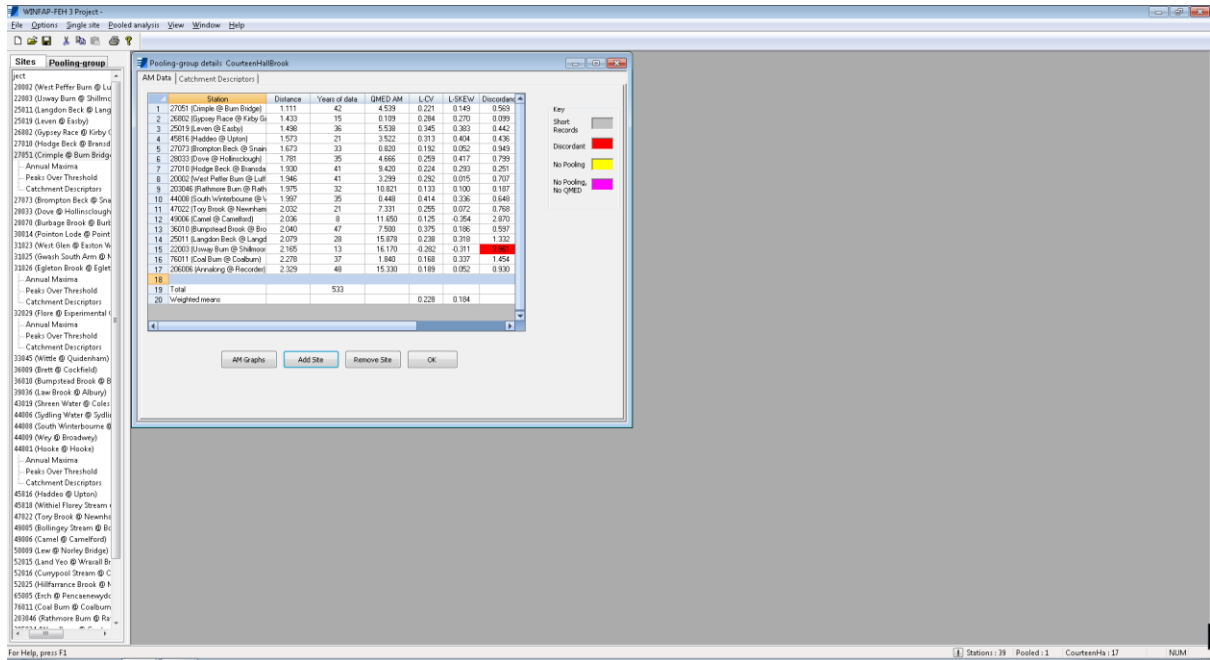 WINFAP-FEH 3 Project -
File Options Single site Pooled analysis View Window Help
Sites Pooling-group
ject
20002 (West Peffer Burn @ Lu
22003 (Usway Burn @ Shillmo
25011 (Langdon Beck @ Lang
25019 (Leven @ Easby)
26802 (Gypsey Race @ Kirby G
27010 (Hodge Beck @ Bransd
27051 (Crimple @ Burn Bridge
Annual Maxima
Peaks Over Threshold
Catchment Descriptors
27073 (Brompton Beck @ Sna
28033 (Dove @ Hollinsclough
28070 (Burbage Brook @ Burb
30014 (Pointon Lode @ Point
31023 (West Glen @ Easton W
31025 (Gwash South Arm @ M
31026 (Egleton Brook @ Eglet
Annual Maxima
Peaks Over Threshold
Catchment Descriptors
32029 (Flore @ Experimental C
Annual Maxima
Peaks Over Threshold
Catchment Descriptors
33045 (Wittle @ Quidenham)
36009 (Brett @ Cockfield)
36010 (Bumpstead Brook @ B
39036 (Law Brook @ Albury)
43019 (Shreen Water @ Coles
44006 (Sydling Water @ Sydli
44008 (South Winterbourne @
44009 (Wey @ Broadwey)
44801 (Hooke @ Hooke)
Annual Maxima
Peaks Over Threshold
Catchment Descriptors
45816 (Haddeo @ Upton)
45818 (Withiel Florey Stream
47022 (Tory Brook @ Newnha
49005 (Bollingey Stream @ Bo
49006 (Camel @ Camelford)
50009 (Lew @ Norley Bridge)
52015 (Land Yeo @ Wraxall Br
52016 (Currypool Stream @ C
52025 (Hillfarrance Brook @ M
65005 (Erch @ Pencaenewydd
76011 (Coal Burn @ Coalburn
203046 (Rathmore Burn @ Ra
Pooling-group details CourteenHallBrook
AM Data Catchment Descriptors
Station Distance Years of data QMED AM L-CV L-SKEW Discordanc
1 27051 (Crimple @ Burn Bridge) 1.111 42 4.539 0.221 0.149 0.569
2 26802 (Gypsey Race @ Kirby Gr 1.433 15 0.109 0.284 0.270 0.099
3 25019 (Leven @ Easby) 1.498 36 5.538 0.345 0.383 0.442
4 45816 (Haddeo @ Upton) 1.573 21 3.522 0.313 0.404 0.436
5 27073 (Brompton Beck @ Snain 1.673 33 0.820 0.192 0.052 0.949
6 28033 (Dove @ Hollinsclough) 1.781 35 4.666 0.259 0.417 0.799
7 27010 (Hodge Beck @ Bransda 1.930 41 9.420 0.224 0.293 0.251
8 20002 (West Peffer Burn @ Luff 1.946 41 3.299 0.292 0.015 0.707
9 203046 (Rathmore Burn @ Rath 1.975 32 10.821 0.133 0.100 0.187
10 44008 (South Winterbourne @ V 1.997 35 0.448 0.414 0.336 0.648
11 47022 (Tory Brook @ Newnham 2.032 21 7.331 0.255 0.072 0.768
12 49006 (Camel @ Camelford) 2.036 8 11.650 0.125 -0.354 2.870
13 36010 (Bumpstead Brook @ Bro 2.040 47 7.500 0.375 0.186 0.597
14 25011 (Langdon Beck @ Langd 2.079 28 15.878 0.238 0.318 1.332
15 22003 (Usway Burn @ Shillmoor 2.165 13 16.170 -0.282 -0.311
16 76011 (Coal Burn @ Coalburn) 2.278 37 1.840 0.168 0.337 1.454
17 206006 (Annalong @ Recorder) 2.329 48 15.330 0.189 0.052 0.930
18
19 Total 533
20 Weighted means 0.228 0.184
Key
Short Records
Discordant
No Pooling
No Pooling, No QMED
AM Graphs Add Site Remove Site OK
For Help, press F1
Stations : 39 Pooled : 1 CourteenHa : 17 NUM